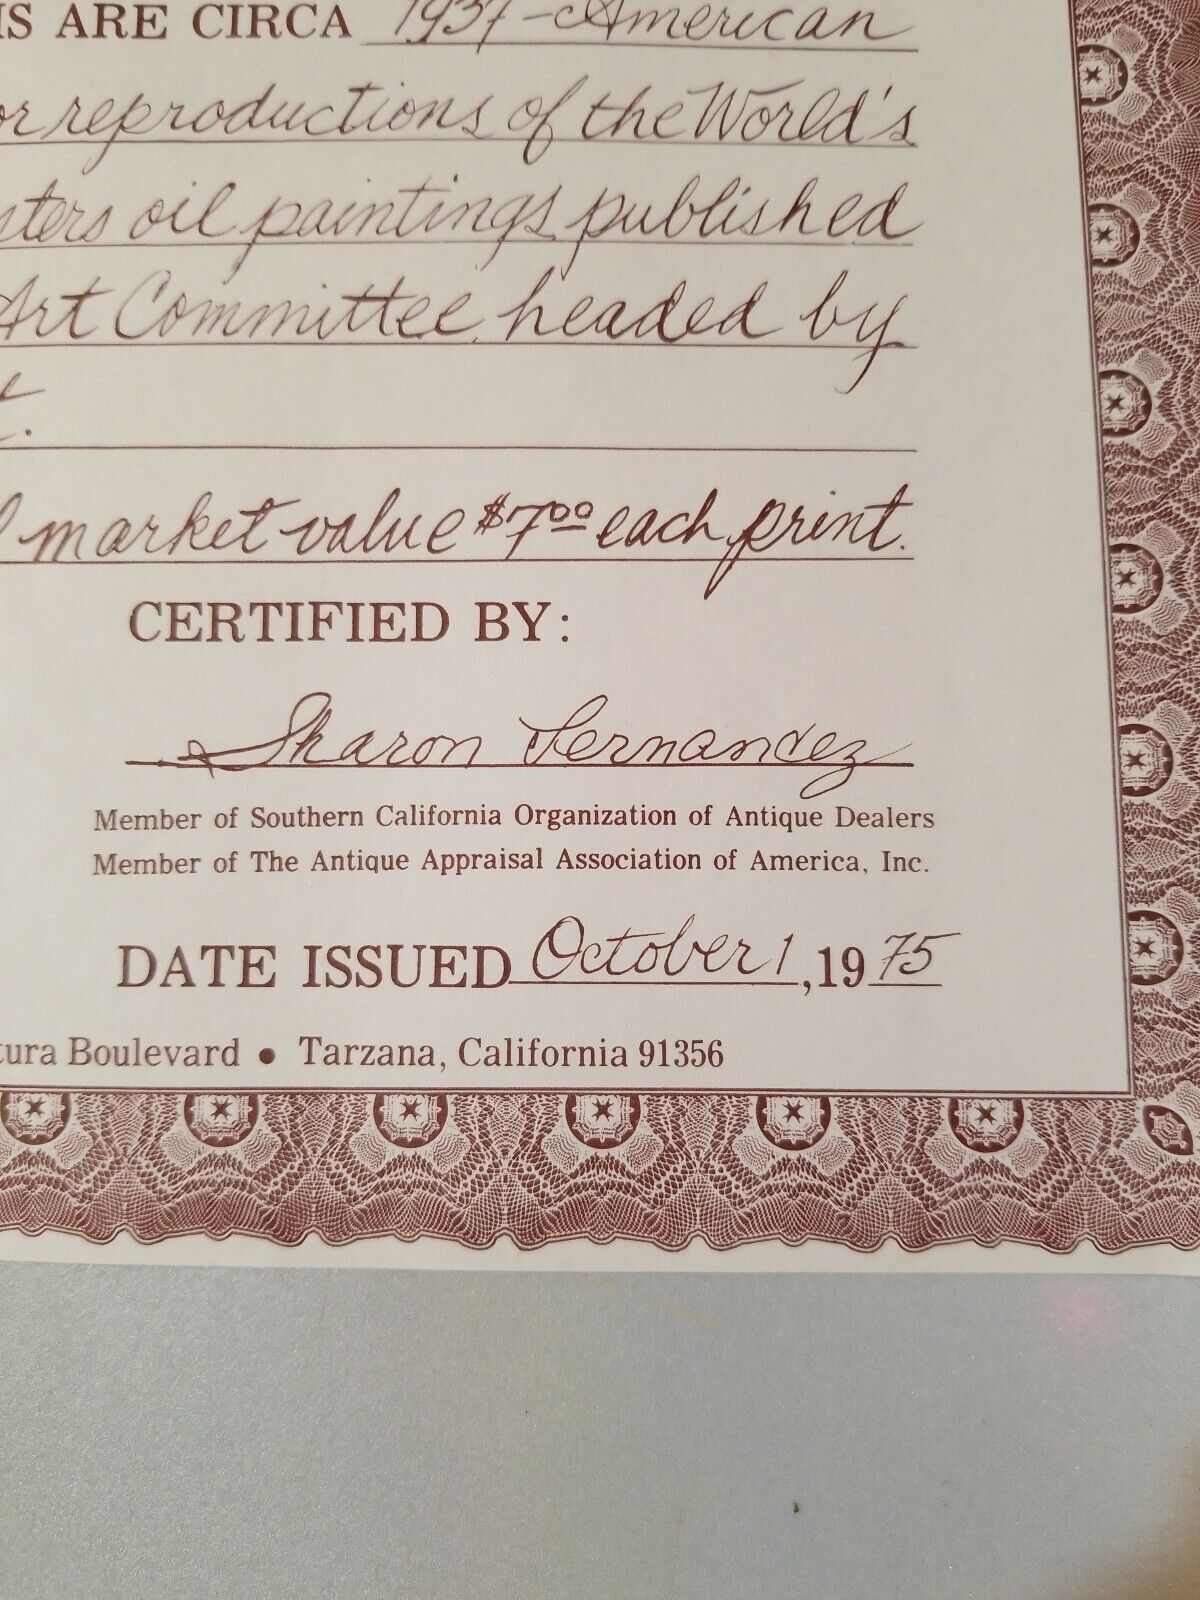 IS ARE CIRCA 1937-American
or reproductions of the World's
sters oil paintings published
Art Committee, headed by
t.
l market value $7.00 each print.
CERTIFIED BY:
Sharon Fernandez
Member of Southern California Organization of Antique Dealers
Member of The Antique Appraisal Association of America, Inc.
DATE ISSUED October 1, 1975
tura Boulevard • Tarzana, California 91356